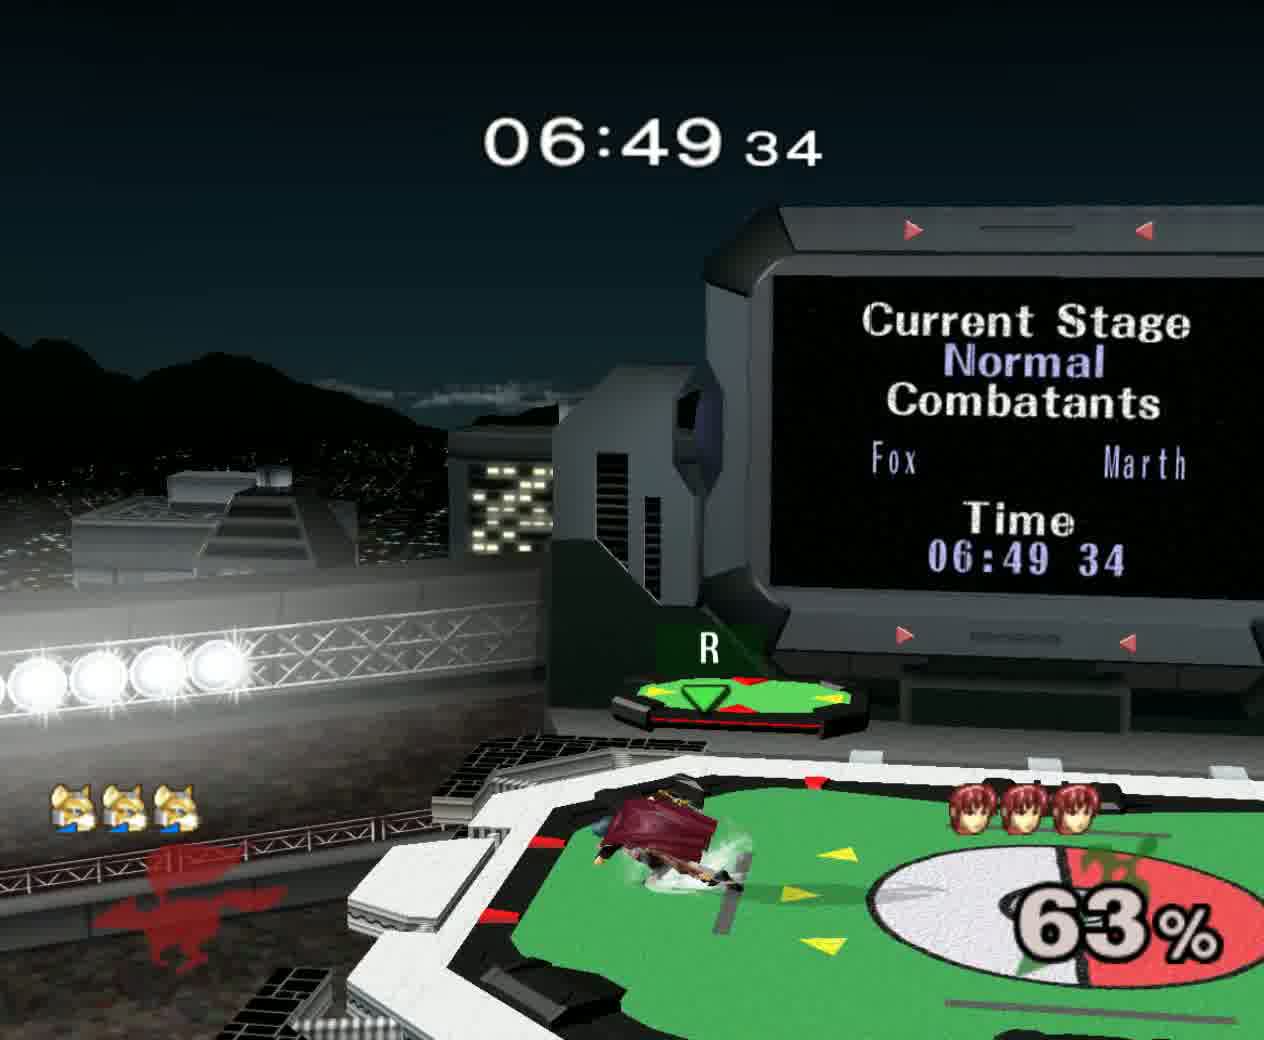 06:49 34
Current Stage
Normal
Combatants
Fox Marth
Time
06:49 34
R
63%